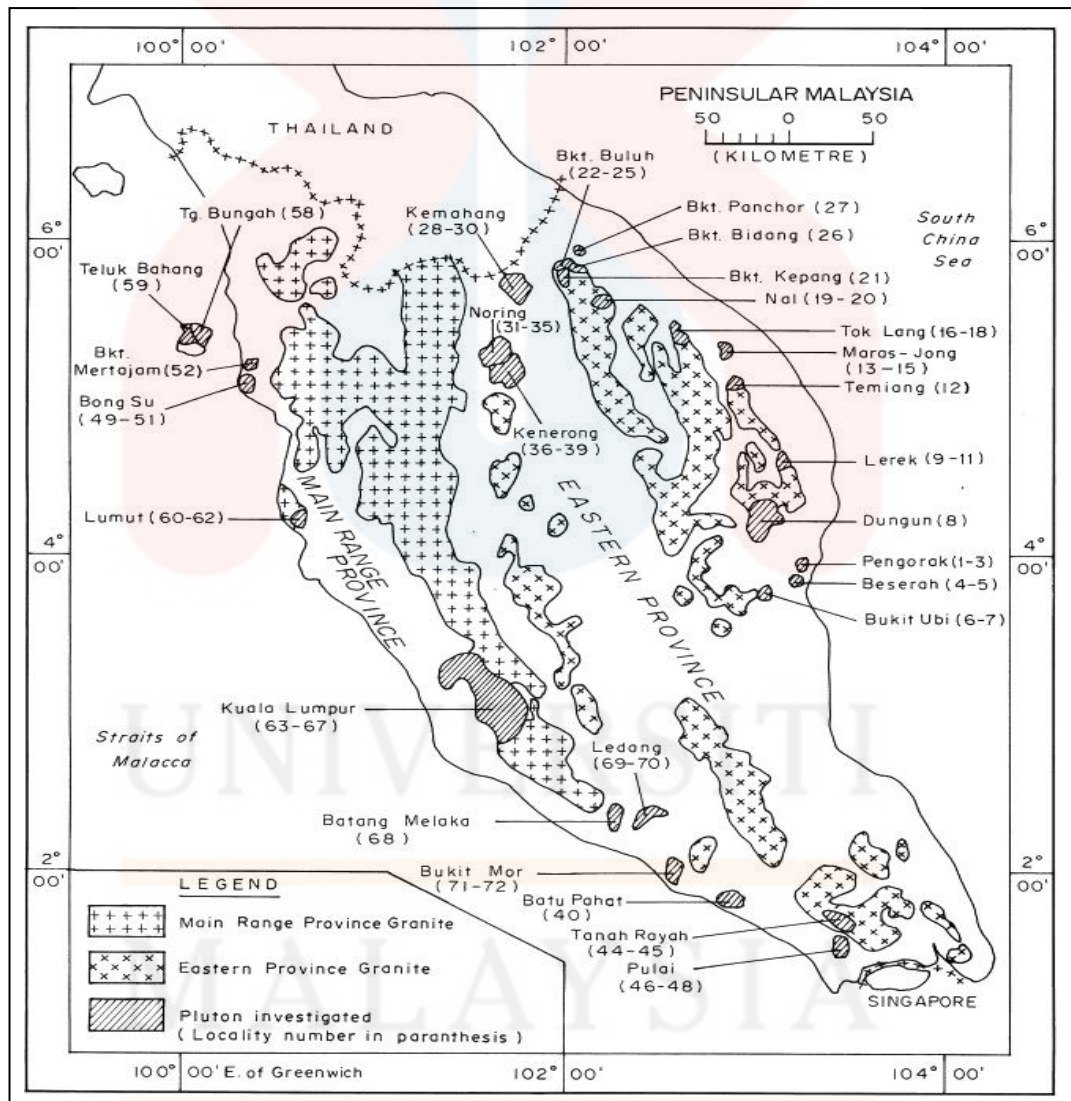 100° 00'
102° 00'
104° 00'
PENINSULAR MALAYSIA
50 0 50
(KILOMETRE)
THAILAND
Bkt. Buluh
(22-25)
Tg. Bungah (58)
Kemahang
(28-30)
Bkt. Panchor (27)
South
China
Sea
6°
00'
6°
00'
Bkt. Bidang (26)
Teluk Bahang
(59)
Bkt. Kepang (21)
Nal (19-20)
Noring
(31-35)
Tok Lang (16-18)
Bkt.
Mertajam (52)
Maras-Jong
(13-15)
Bong Su
(49-51)
Temiang (12)
Kenerong
(36-39)
Lerek (9-11)
MAIN RANGE
PROVINCE
EASTERN PROVINCE
Lumut (60-62)
Dungun (8)
4°
00'
4°
00'
Pengorak (1-3)
Beserah (4-5)
Bukit Ubi (6-7)
Kuala Lumpur
(63-67)
UNIVERSITI
Straits of
Malacca
Ledang
(69-70)
Batang Melaka
(68)
2°
00'
2°
00'
Bukit Mor
(71-72)
LEGEND
Batu Pahat
(40)
Main Range Province Granite
Tanah Rayah
(44-45)
Eastern Province Granite
Pulai
(46-48)
MALAYSIA
SINGAPORE
Pluton investigated
(Locality number in paranthesis)
100° 00' E. of Greenwich
102° 00'
104° 00'